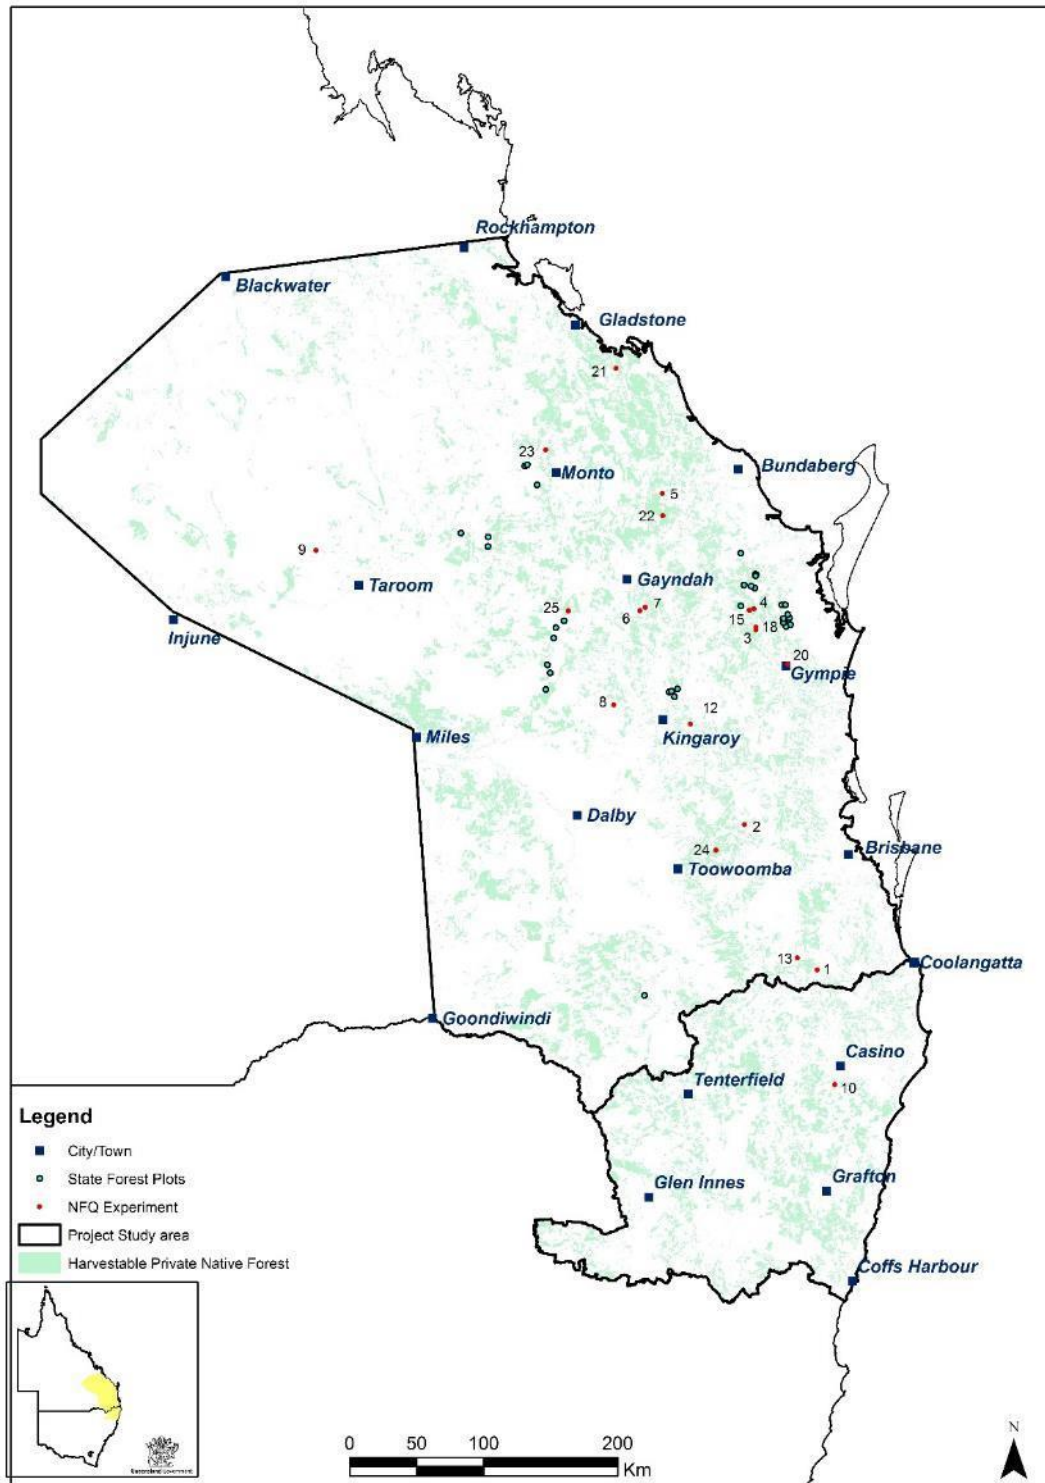 Rockhampton
Blackwater
Gladstone
21
23
Monto
Bundaberg
5
22
9
Taroom
Gayndah
25
6
7
4
15
18
3
Injune
20
Gympie
8
12
Kingaroy
Miles
Dalby
2
24
Brisbane
Toowoomba
13
1
Coolangatta
Goondiwindi
Casino
Tenterfield
10
Glen Innes
Grafton
Coffs Harbour
Legend
City/Town
State Forest Plots
NFQ Experiment
Project Study area
Harvestable Private Native Forest
Queensland Government
0 50 100 200
Km
N